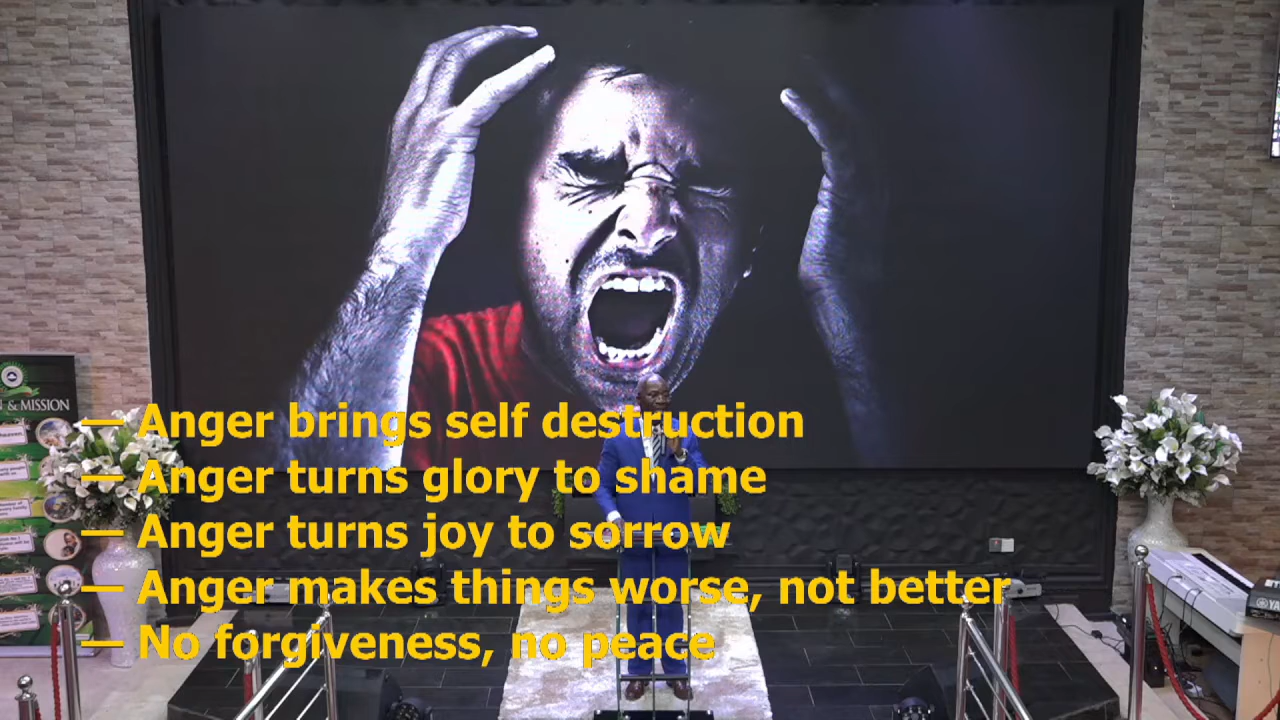 — Anger brings self destruction
— Anger turns glory to shame
— Anger turns joy to sorrow
— Anger makes things worse, not better
— No forgiveness, no peace
& MISSION